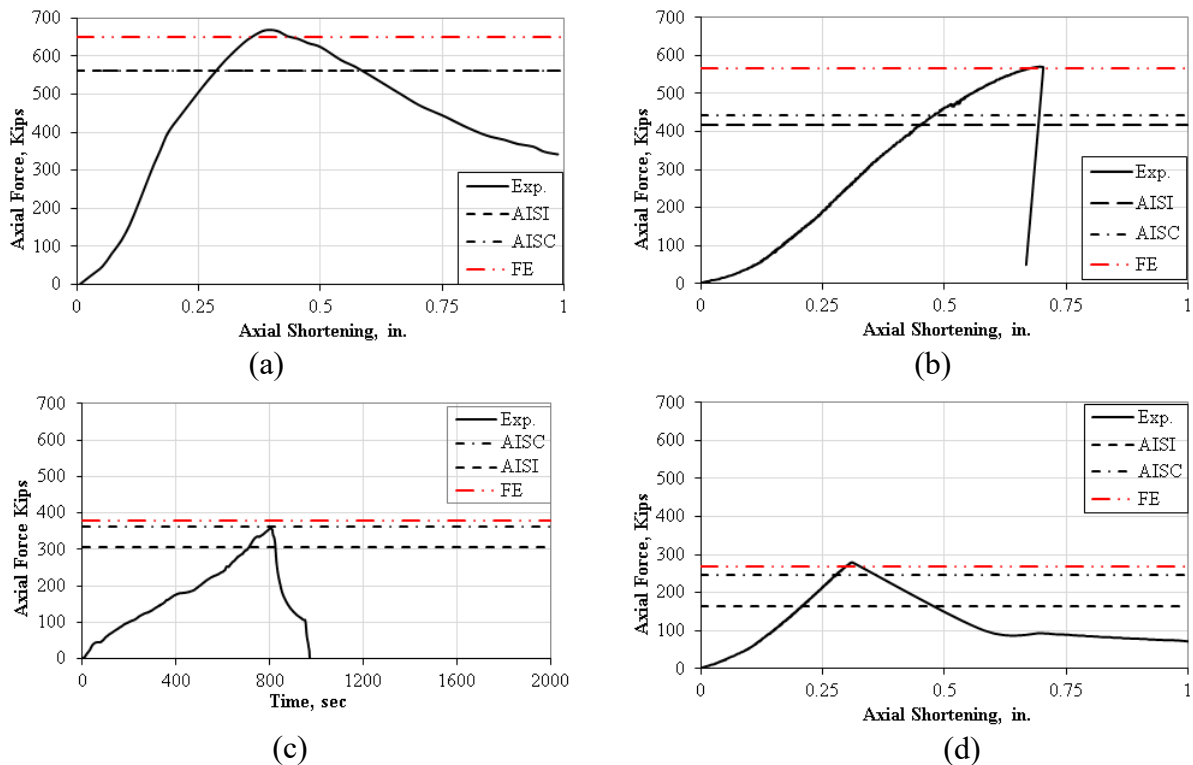 700
600
500
400
300
200
100
0
Axial Force, Kips
0
0.25
0.5
0.75
1
Axial Shortening, in.
Exp.
AISI
AISC
FE
(a)
700
600
500
400
300
200
100
0
Axial Force, Kips
0
0.25
0.5
0.75
1
Axial Shortening, in.
Exp.
AISI
AISC
FE
(b)
700
600
500
400
300
200
100
0
Axial Force Kips
0
400
800
1200
1600
2000
Time, sec
Exp.
AISC
AISI
FE
(c)
700
600
500
400
300
200
100
0
Axial Force, Kips
0
0.25
0.5
0.75
1
Axial Shortening, in.
Exp.
AISI
AISC
FE
(d)